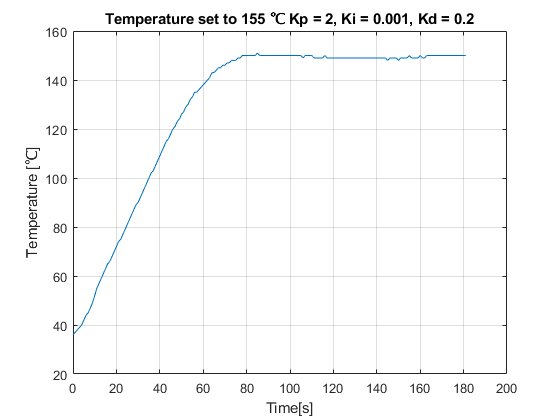 Temperature set to 155 ℃ Kp = 2, Ki = 0.001, Kd = 0.2
160
140
120
100
80
60
40
20
Temperature [℃]
0 20 40 60 80 100 120 140 160 180 200
Time[s]